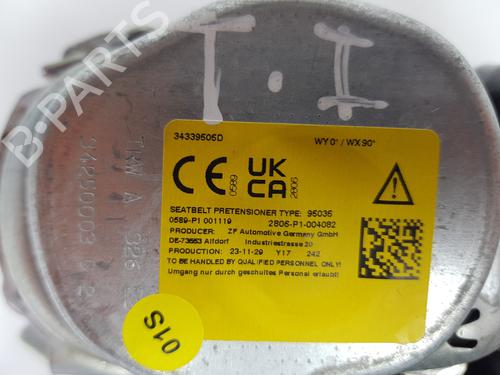 T.I
34339505D WY 0° / WX 90°
CE 0589 UK CA 2806
SEATBELT PRETENSIONER TYPE: 95035
0589-P1 001119 2806-P1-004082
PRODUCER: ZF Automotive Germany GmbH
DE-73553 Alfdorf Industriestrasse 20
PRODUCTION: 23-11-29 Y17 242
TO BE HANDLED BY QUALIFIED PERSONNEL ONLY!
Umgang nur durch geschultes Personal erlaubt!
01S
TRW A
34250003
B-PARTS